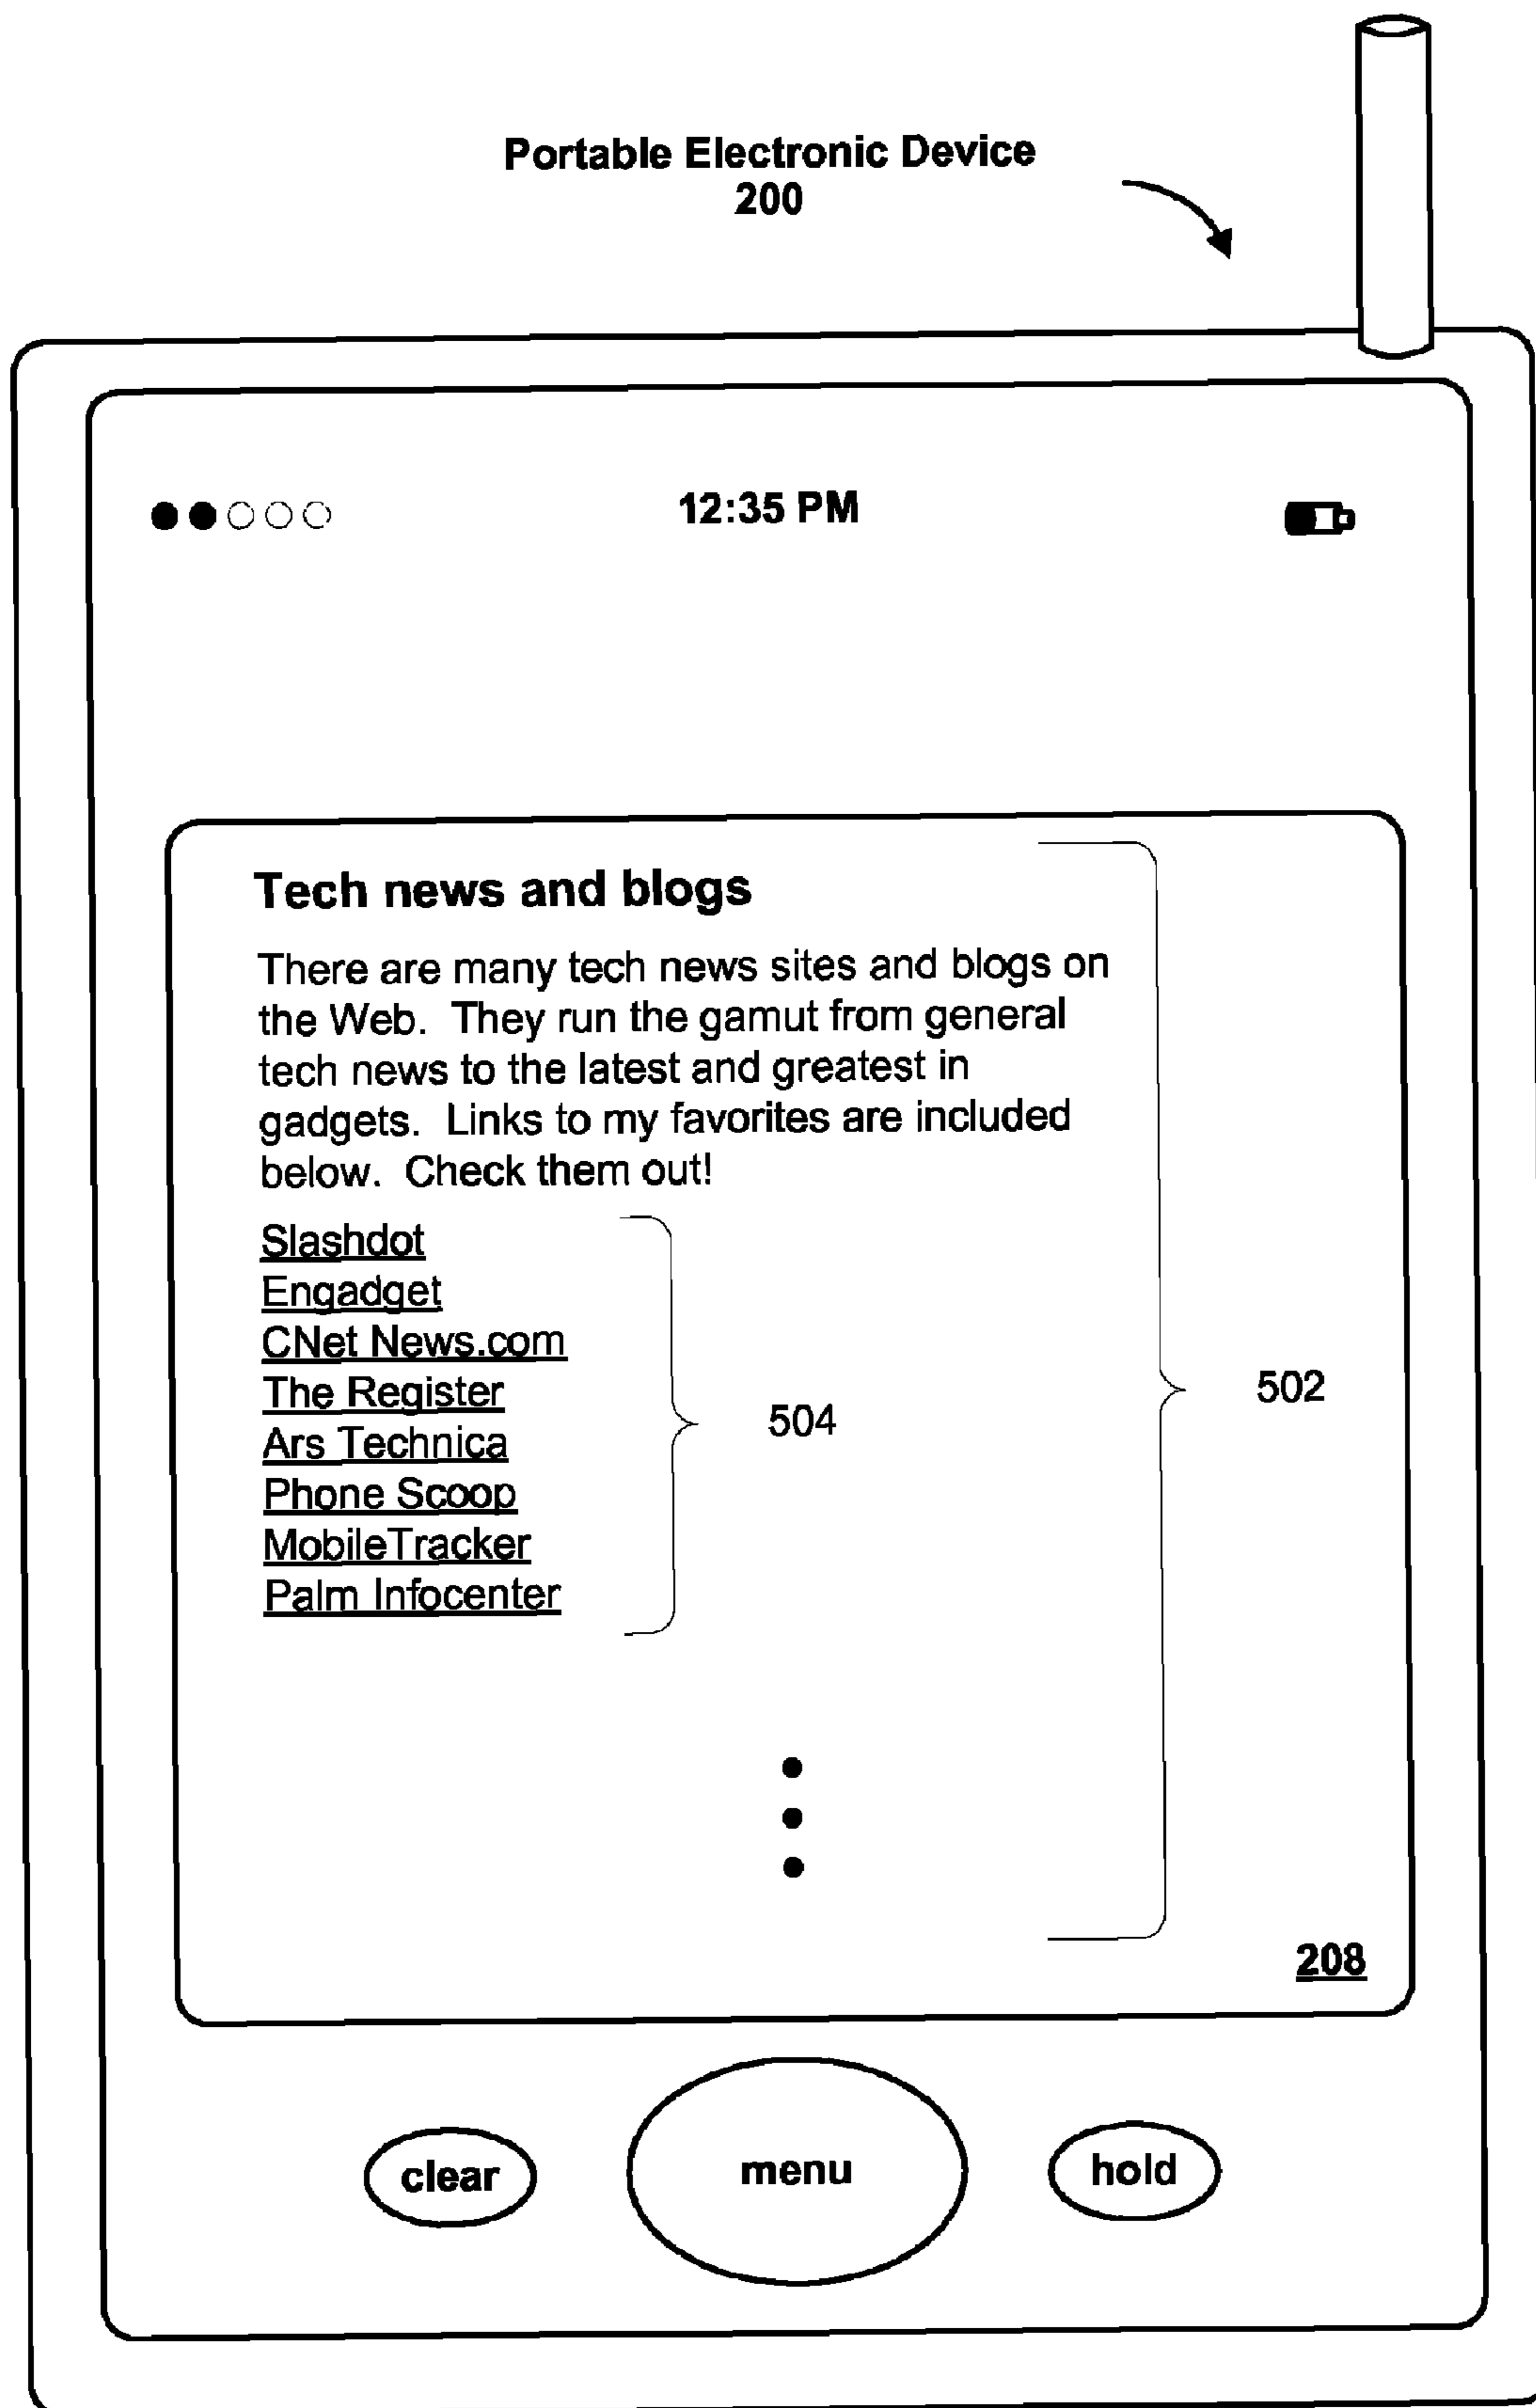 Portable Electronic Device
200
12:35 PM
Tech news and blogs
There are many tech news sites and blogs on
the Web.  They run the gamut from general
tech news to the latest and greatest in
gadgets.  Links to my favorites are included
below.  Check them out!
Slashdot
Engadget
CNet News.com
The Register
Ars Technica
Phone Scoop
MobileTracker
Palm Infocenter
504
502
208
clear
menu
hold